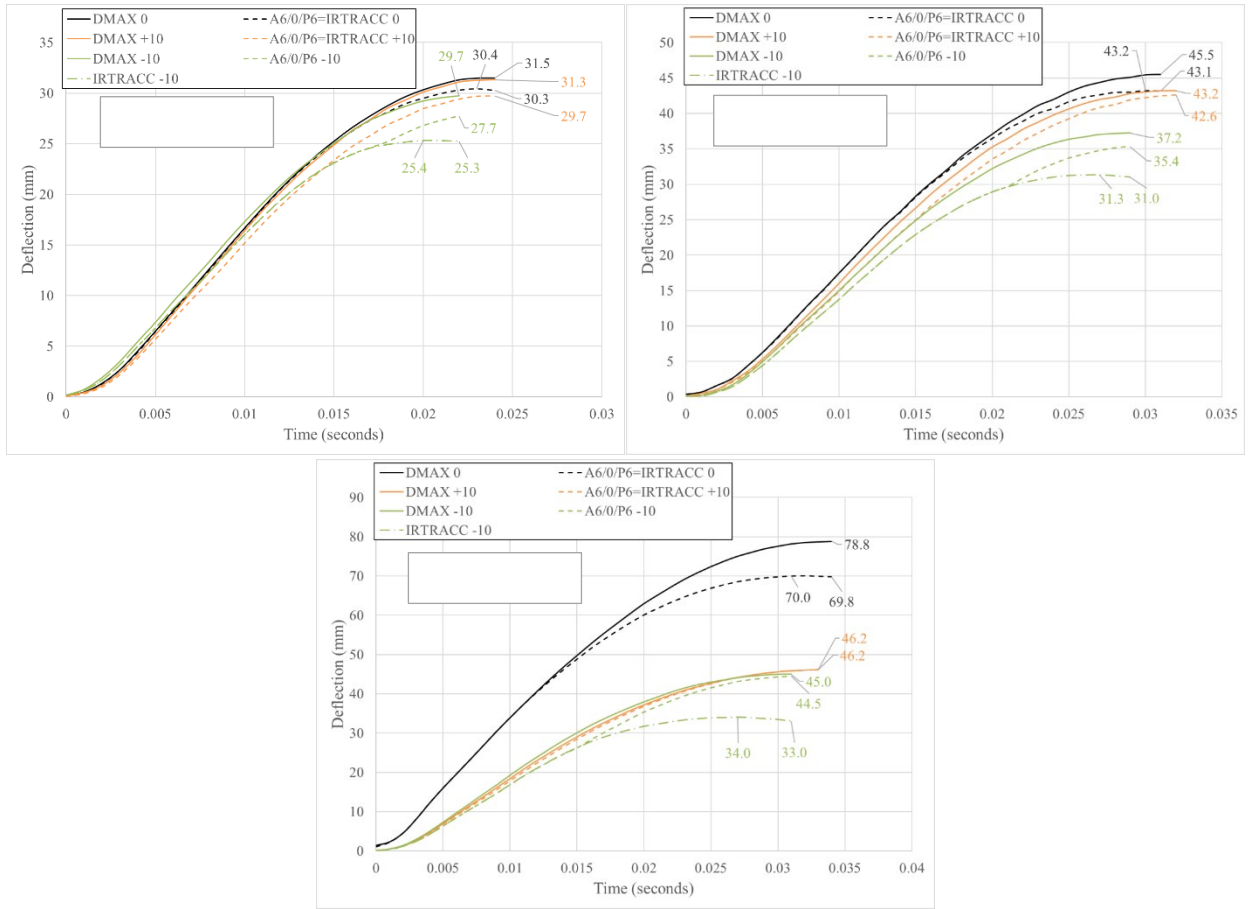 DMAX 0
A6/0/P6=IRTRACC 0
DMAX +10
A6/0/P6=IRTRACC +10
DMAX -10
A6/0/P6 -10
IRTRACC -10
35
30
25
20
15
10
5
0
Deflection (mm)
29.7
30.4
31.5
31.3
30.3
29.7
27.7
25.4
25.3
0
0.005
0.01
0.015
0.02
0.025
0.03
Time (seconds)
DMAX 0
A6/0/P6=IRTRACC 0
DMAX +10
A6/0/P6=IRTRACC +10
DMAX -10
A6/0/P6 -10
IRTRACC -10
50
45
40
35
30
25
20
15
10
5
0
Deflection (mm)
43.2
45.5
43.1
43.2
42.6
37.2
35.4
31.3
31.0
0
0.005
0.01
0.015
0.02
0.025
0.03
0.035
Time (seconds)
DMAX 0
A6/0/P6=IRTRACC 0
DMAX +10
A6/0/P6=IRTRACC +10
DMAX -10
A6/0/P6 -10
IRTRACC -10
90
80
70
60
50
40
30
20
10
0
Deflection (mm)
78.8
70.0
69.8
46.2
46.2
45.0
44.5
34.0
33.0
0
0.005
0.01
0.015
0.02
0.025
0.03
0.035
0.04
Time (seconds)